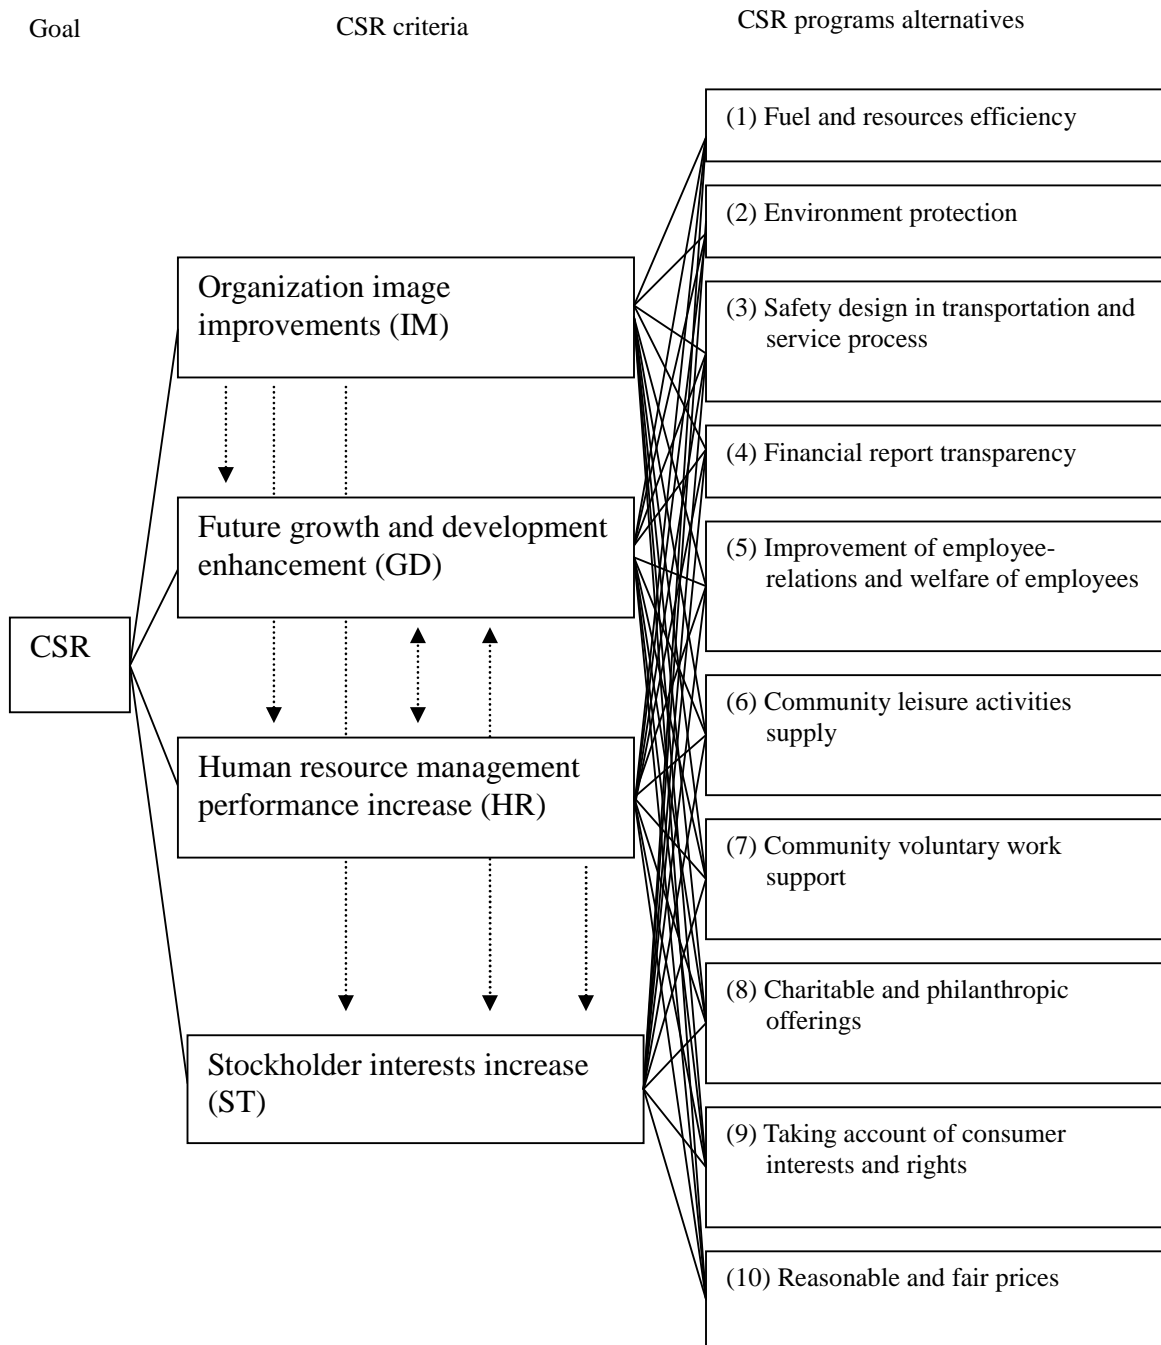 Goal
CSR criteria
CSR programs alternatives
CSR
Organization image
improvements (IM)
Future growth and development
enhancement (GD)
Human resource management
performance increase (HR)
Stockholder interests increase
(ST)
(1) Fuel and resources efficiency
(2) Environment protection
(3) Safety design in transportation and
service process
(4) Financial report transparency
(5) Improvement of employee-
relations and welfare of employees
(6) Community leisure activities
supply
(7) Community voluntary work
support
(8) Charitable and philanthropic
offerings
(9) Taking account of consumer
interests and rights
(10) Reasonable and fair prices